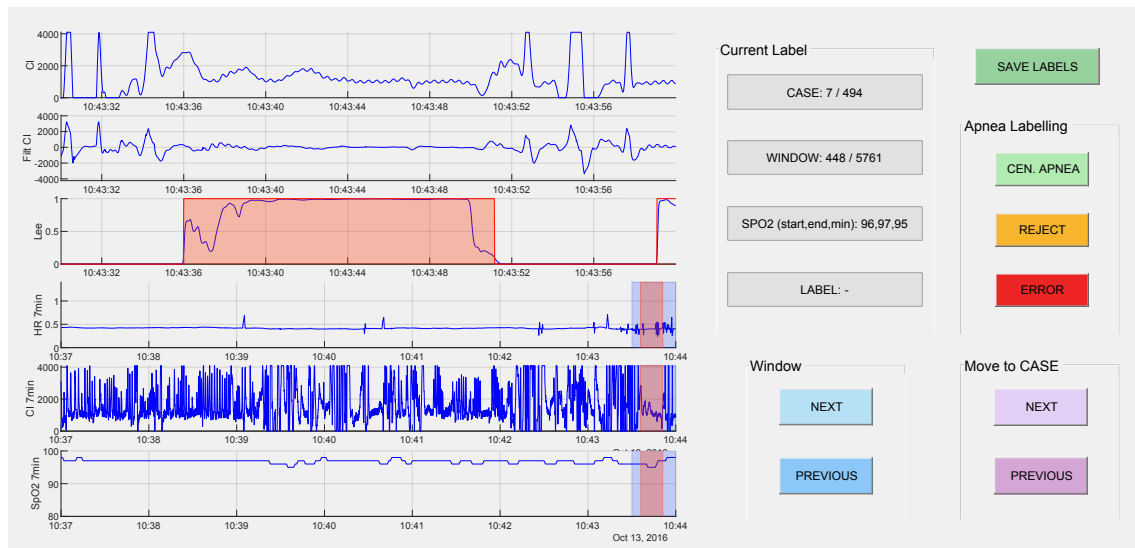 4000
2000
0
CI
10:43:32 10:43:36 10:43:40 10:43:44 10:43:48 10:43:52 10:43:56
4000
2000
0
-2000
-4000
Filt CI
10:43:32 10:43:36 10:43:40 10:43:44 10:43:48 10:43:52 10:43:56
1
0.5
0
Lee
10:43:32 10:43:36 10:43:40 10:43:44 10:43:48 10:43:52 10:43:56
1
0.5
0
HR 7min
10:37 10:38 10:39 10:40 10:41 10:42 10:43 10:44
4000
2000
0
CI 7min
10:37 10:38 10:39 10:40 10:41 10:42 10:43 10:44
100
90
80
SpO2 7min
10:37 10:38 10:39 10:40 10:41 10:42 10:43 10:44
Oct 13, 2016
Current Label
CASE: 7 / 494
WINDOW: 448 / 5761
SPO2 (start,end,min): 96,97,95
LABEL: -
SAVE LABELS
Apnea Labelling
CEN. APNEA
REJECT
ERROR
Window
NEXT
PREVIOUS
Move to CASE
NEXT
PREVIOUS